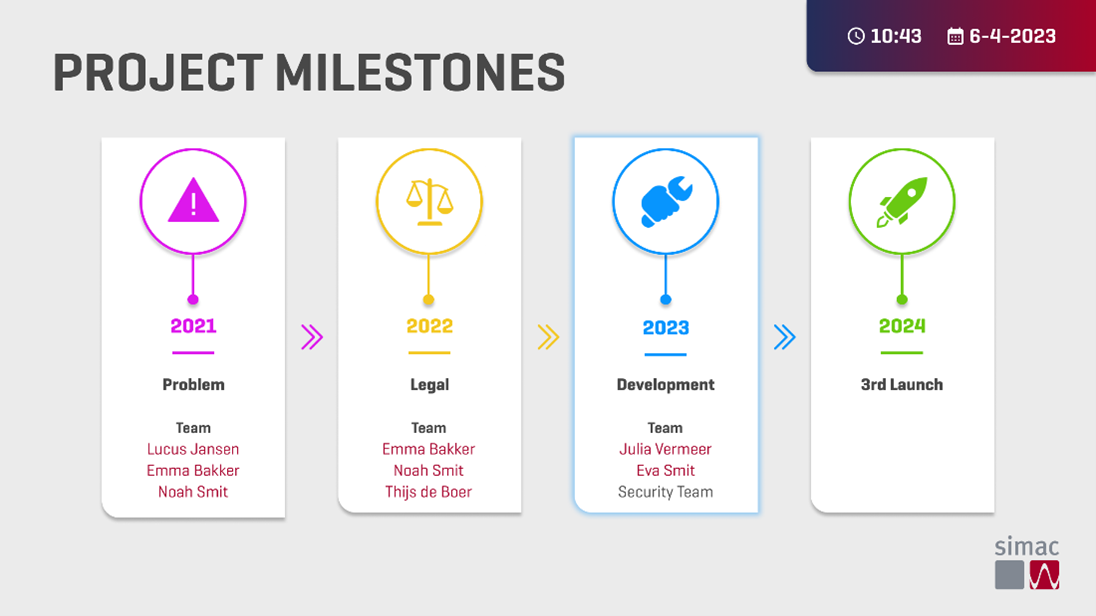 10:43 6-4-2023
PROJECT MILESTONES
2021
Problem
Team
Lucus Jansen
Emma Bakker
Noah Smit
2022
Legal
Team
Emma Bakker
Noah Smit
Thijs de Boer
2023
Development
Team
Julia Vermeer
Eva Smit
Security Team
2024
3rd Launch
simac